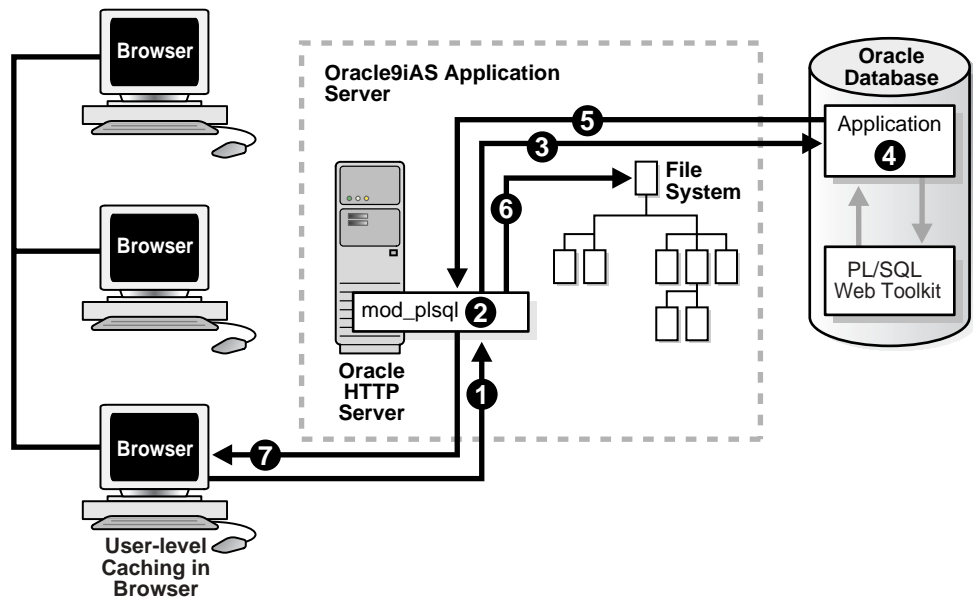 Browser
Oracle9iAS Application
Server
Oracle
Database
5
Application
3
4
File
System
6
Browser
PL/SQL
Web Toolkit
mod_plsql 2
Oracle
HTTP
Server
1
Browser
7
User-level
Caching in
Browser